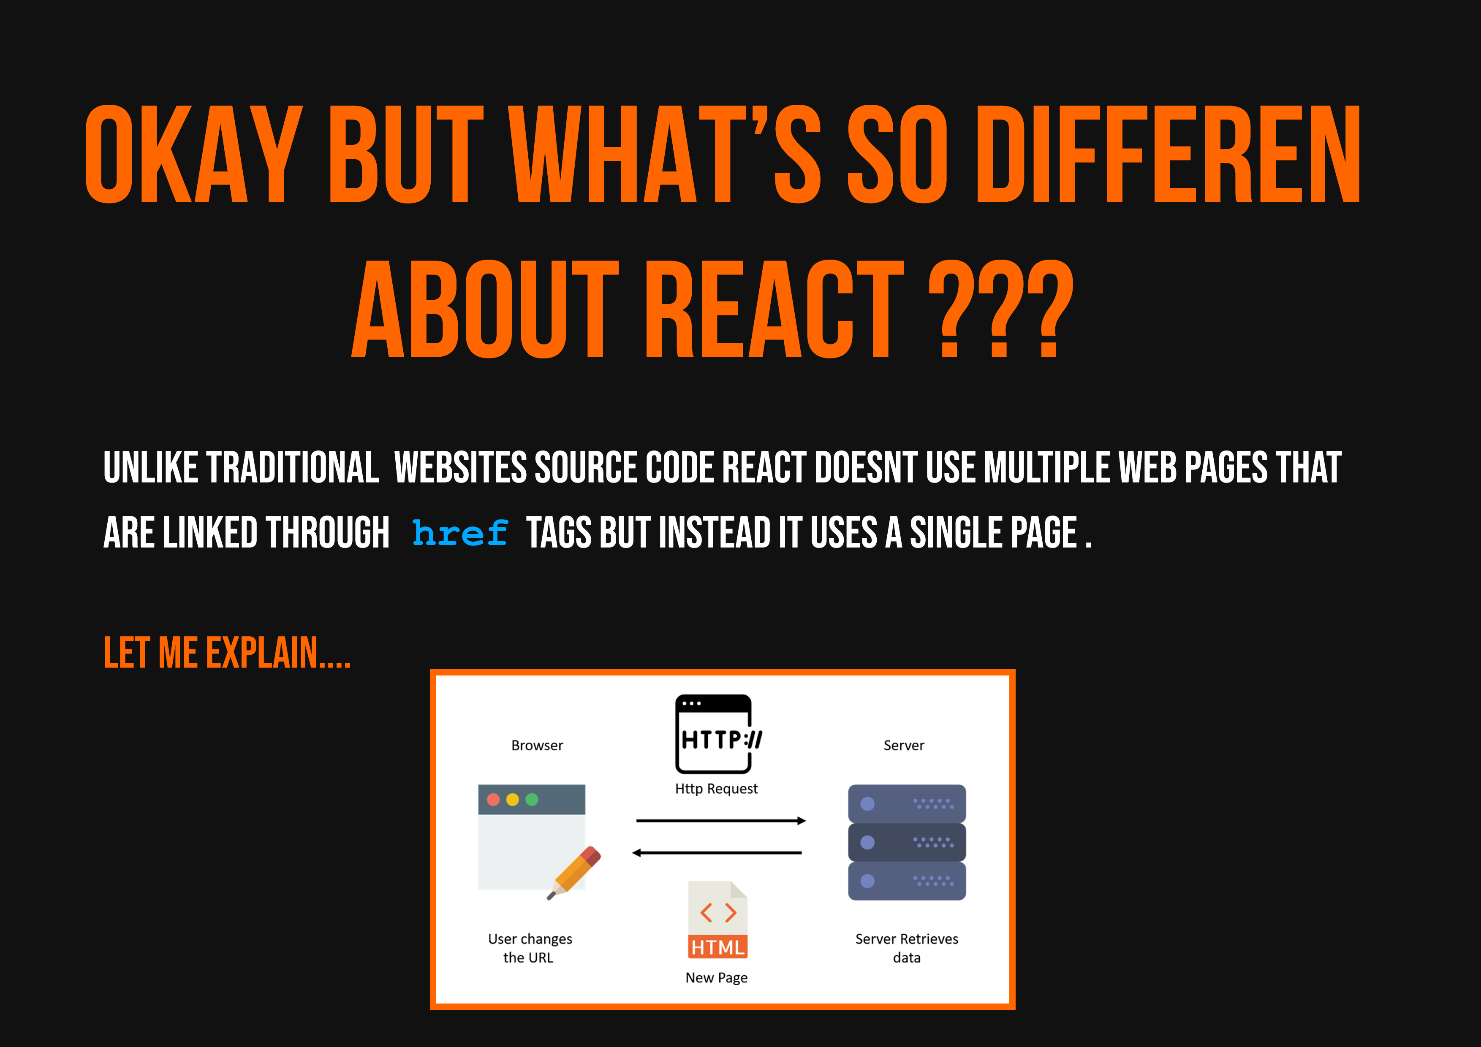 OKAY BUT WHAT'S SO DIFFEREN
ABOUT REACT ???
UNLIKE TRADITIONAL WEBSITES SOURCE CODE REACT DOESNT USE MULTIPLE WEB PAGES THAT
ARE LINKED THROUGH href TAGS BUT INSTEAD IT USES A SINGLE PAGE .
LET ME EXPLAIN....
HTTP://
Browser
Server
Http Request
HTML
User changes
the URL
Server Retrieves
data
New Page